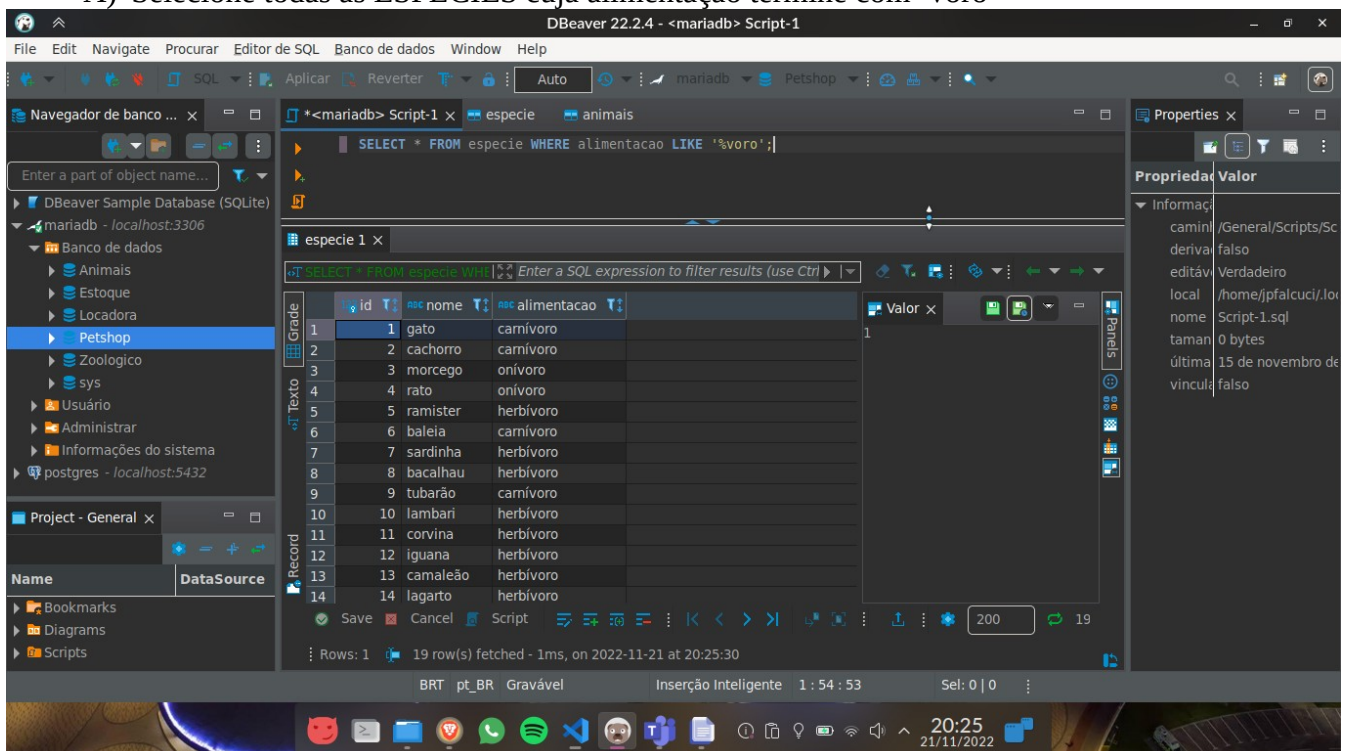 A) Selecione todas as ESPÉCIES cuja alimentação termine com "voro"
DBeaver 22.2.4 - <mariadb> Script-1
File Edit Navigate Procurar Editor de SQL Banco de dados Window Help
SQL Aplicar Reverter Auto mariadb Petshop
Navegador de banco ...
*<mariadb> Script-1 especie animais
Properties
SELECT * FROM especie WHERE alimentacao LIKE '%voro';
Enter a part of object name...
DBeaver Sample Database (SQLite)
mariadb - localhost:3306
Banco de dados
Animais
Estoque
Locadora
Petshop
Zoologico
sys
Usuário
Administrar
Informações do sistema
postgres - localhost:5432
Project - General
Name DataSource
Bookmarks
Diagrams
Scripts
especie 1
SELECT * FROM especie WHE Enter a SQL expression to filter results (use Ctrl
Grade
Texto
Record
id nome alimentacao
1 1 gato carnívoro
2 2 cachorro carnívoro
3 3 morcego onívoro
4 4 rato onívoro
5 5 ramister herbívoro
6 6 baleia carnívoro
7 7 sardinha herbívoro
8 8 bacalhau herbívoro
9 9 tubarão carnívoro
10 10 lambari herbívoro
11 11 corvina herbívoro
12 12 iguana herbívoro
13 13 camaleão herbívoro
14 14 lagarto herbívoro
Valor
1
Panels
Save Cancel Script 200 19
Rows: 1 19 row(s) fetched - 1ms, on 2022-11-21 at 20:25:30
Propriedad Valor
Informaçã
caminl /General/Scripts/Sc
deriva falso
editáv Verdadeiro
local /home/jpfalcuci/.loc
nome Script-1.sql
taman 0 bytes
última 15 de novembro de
vincula falso
BRT pt_BR Gravável Inserção Inteligente 1 : 54 : 53 Sel: 0 | 0
20:25
21/11/2022